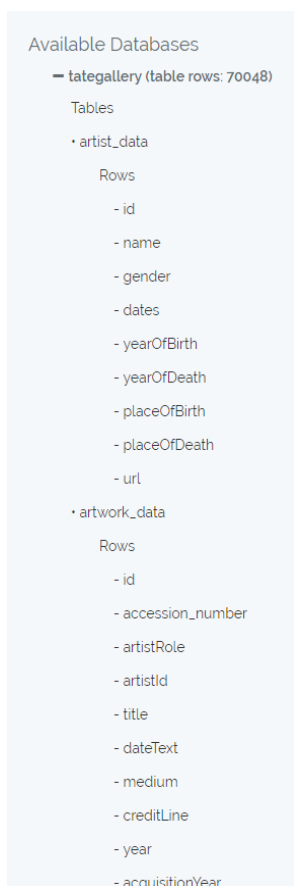 Available Databases
– tategallery (table rows: 70048)
Tables
• artist_data
Rows
- id
- name
- gender
- dates
- yearOfBirth
- yearOfDeath
- placeOfBirth
- placeOfDeath
- url
• artwork_data
Rows
- id
- accession_number
- artistRole
- artistId
- title
- dateText
- medium
- creditLine
- year
- acquisitionYear